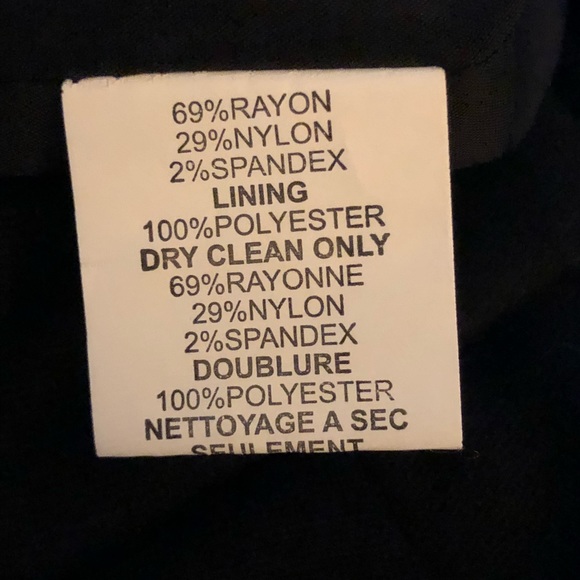 69%RAYON
29%NYLON
2%SPANDEX
LINING
100%POLYESTER
DRY CLEAN ONLY
69%RAYONNE
29%NYLON
2%SPANDEX
DOUBLURE
100%POLYESTER
NETTOYAGE A SEC
SEULEMENT